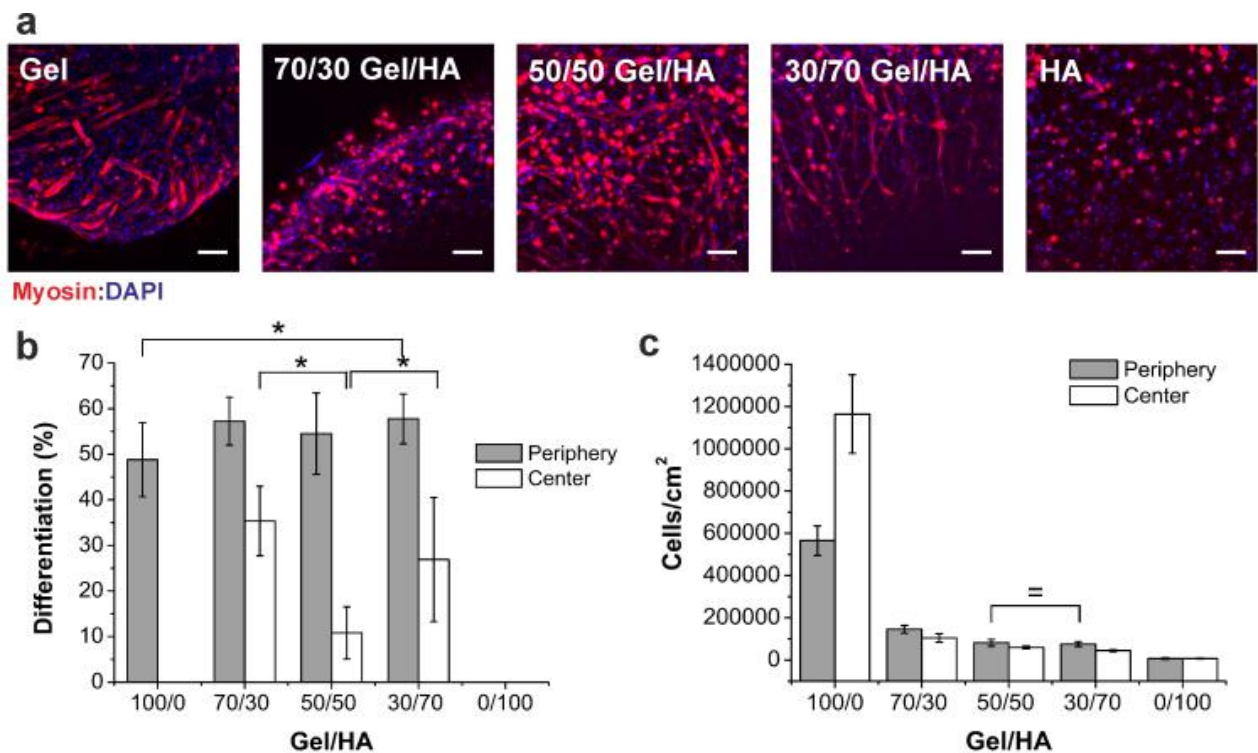 a
Gel
70/30 Gel/HA
50/50 Gel/HA
30/70 Gel/HA
HA
Myosin:DAPI
b
*
*
*
70
60
50
40
30
20
10
0
Differentiation (%)
Periphery
Center
100/0
70/30
50/50
30/70
0/100
Gel/HA
c
1400000
1200000
1000000
800000
600000
400000
200000
0
Cells/cm²
Periphery
Center
=
100/0
70/30
50/50
30/70
0/100
Gel/HA